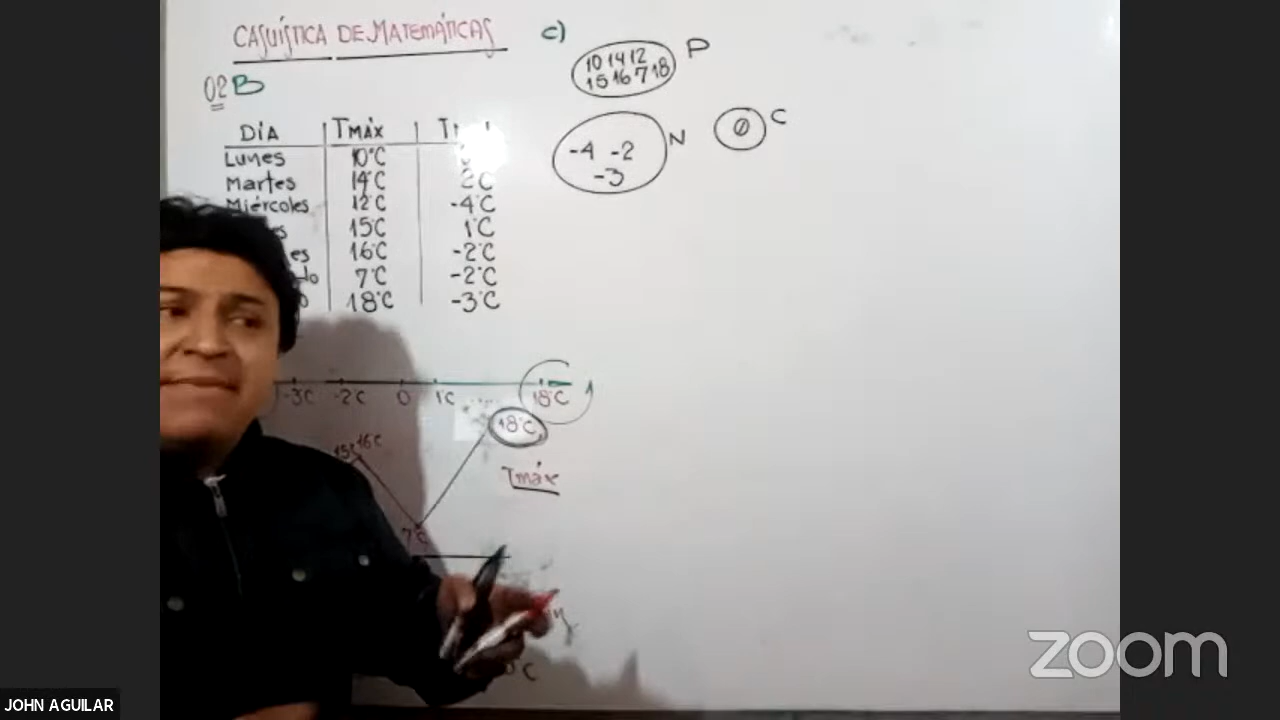 CASUÍSTICA DE MATEMÁTICAS
02 B
DÍA TMÁX
Lunes 10°C
Martes 14°C 2°C
Miércoles 12°C -4°C
15°C 1°C
es 16°C -2°C
7°C -2°C
18°C -3°C
-3°C -2°C 0 1°C ..... 18°C
18°C
15°C 16°C
Tmáx
7°C
c)
10 14 12 P
15 16 7 18
-4 -2 N
-3
Ø C
zoom
JOHN AGUILAR